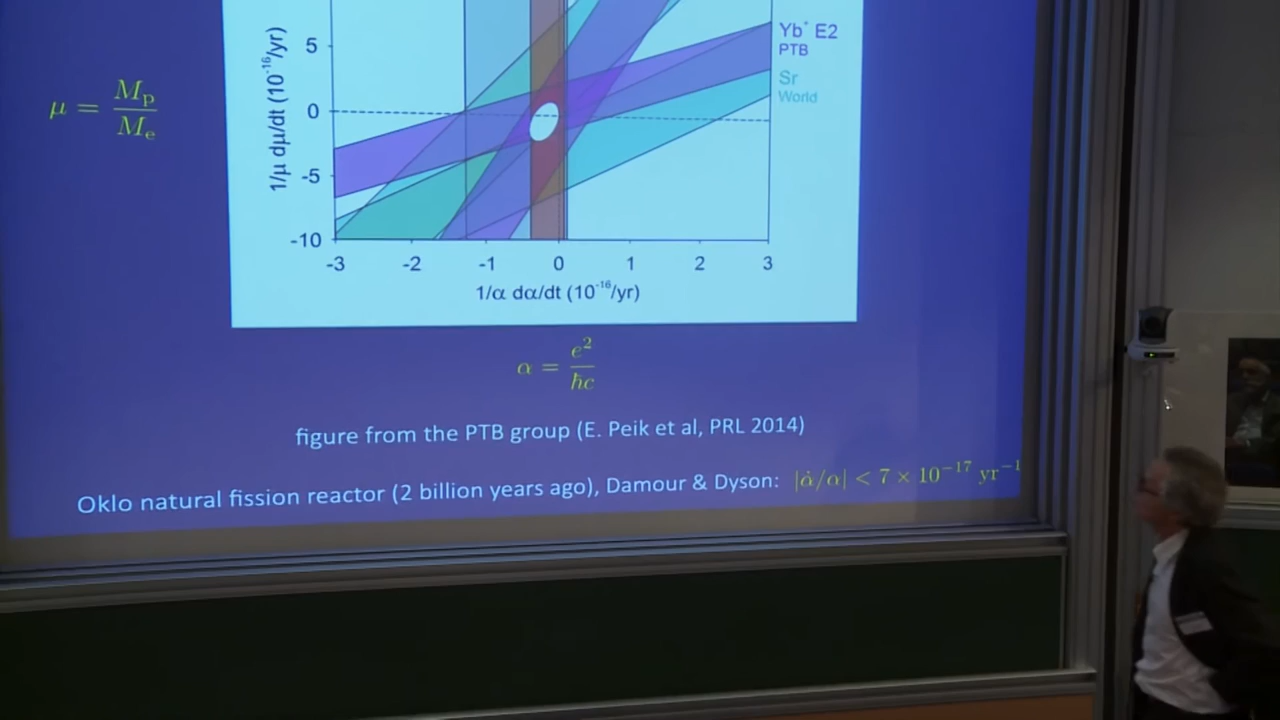 5
0
-5
-10
1/μ dμ/dt (10⁻¹⁶/yr)
-3 -2 -1 0 1 2 3
1/α dα/dt (10⁻¹⁶/yr)
Yb⁺ E2
PTB
Sr
World
μ = Mₚ/Mₑ
α = e²/ħc
figure from the PTB group (E. Peik et al, PRL 2014)
Oklo natural fission reactor (2 billion years ago), Damour & Dyson: |α̇/α| < 7 × 10⁻¹⁷ yr⁻¹